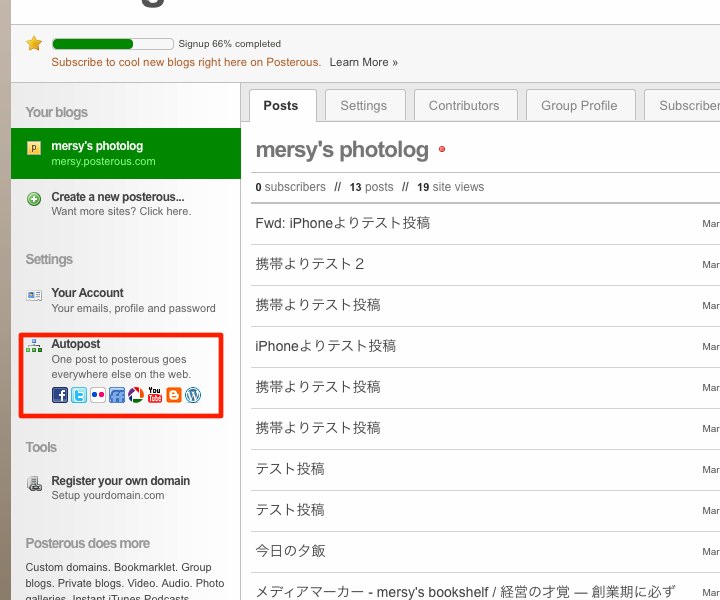 Signup 66% completed
Subscribe to cool new blogs right here on Posterous. Learn More »
Your blogs
mersy's photolog
mersy.posterous.com
Create a new posterous...
Want more sites? Click here.
Settings
Your Account
Your emails, profile and password
Autopost
One post to posterous goes
everywhere else on the web.
You
Tube
Tools
Register your own domain
Setup yourdomain.com
Posterous does more
Custom domains. Bookmarklet. Group
blogs. Private blogs. Video. Audio. Photo
galleries. Instant iTunes Podcasts.
Posts Settings Contributors Group Profile Subscriber
mersy's photolog
0 subscribers // 13 posts // 19 site views
Fwd: iPhoneよりテスト投稿 Mar
携帯よりテスト２ Mar
携帯よりテスト投稿 Mar
iPhoneよりテスト投稿 Mar
携帯よりテスト投稿 Mar
携帯よりテスト投稿 Mar
テスト投稿 Mar
テスト投稿 Mar
今日の夕飯 Mar
メディアマーカー - mersy's bookshelf / 経営の才覚 ― 創業期に必ず Mar